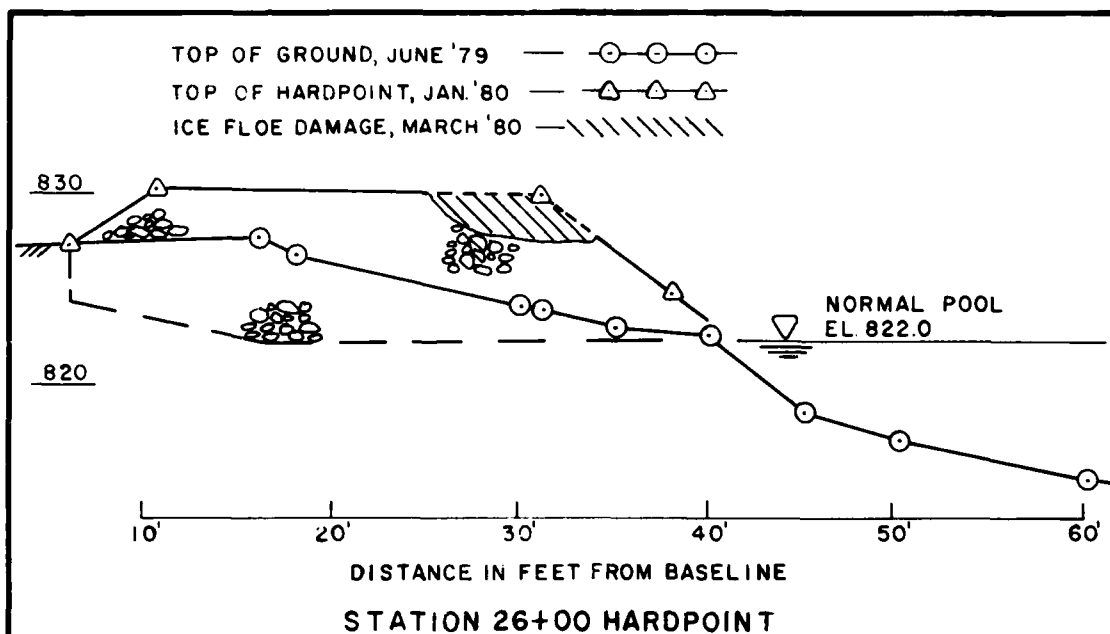 TOP OF GROUND, JUNE '79
TOP OF HARDPOINT, JAN. '80
ICE FLOE DAMAGE, MARCH '80
830
NORMAL POOL
EL. 822.0
820
10' 20' 30' 40' 50' 60'
DISTANCE IN FEET FROM BASELINE
STATION 26+00 HARDPOINT